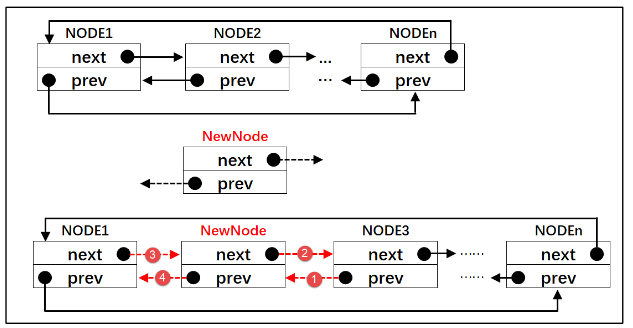 NODE1 NODE2 NODEn
next next ... next
prev prev ... prev
NewNode
next
prev
NODE1 NewNode NODE3 NODEn
next 3 next 2 next ...... next
prev 4 prev 1 prev ...... prev